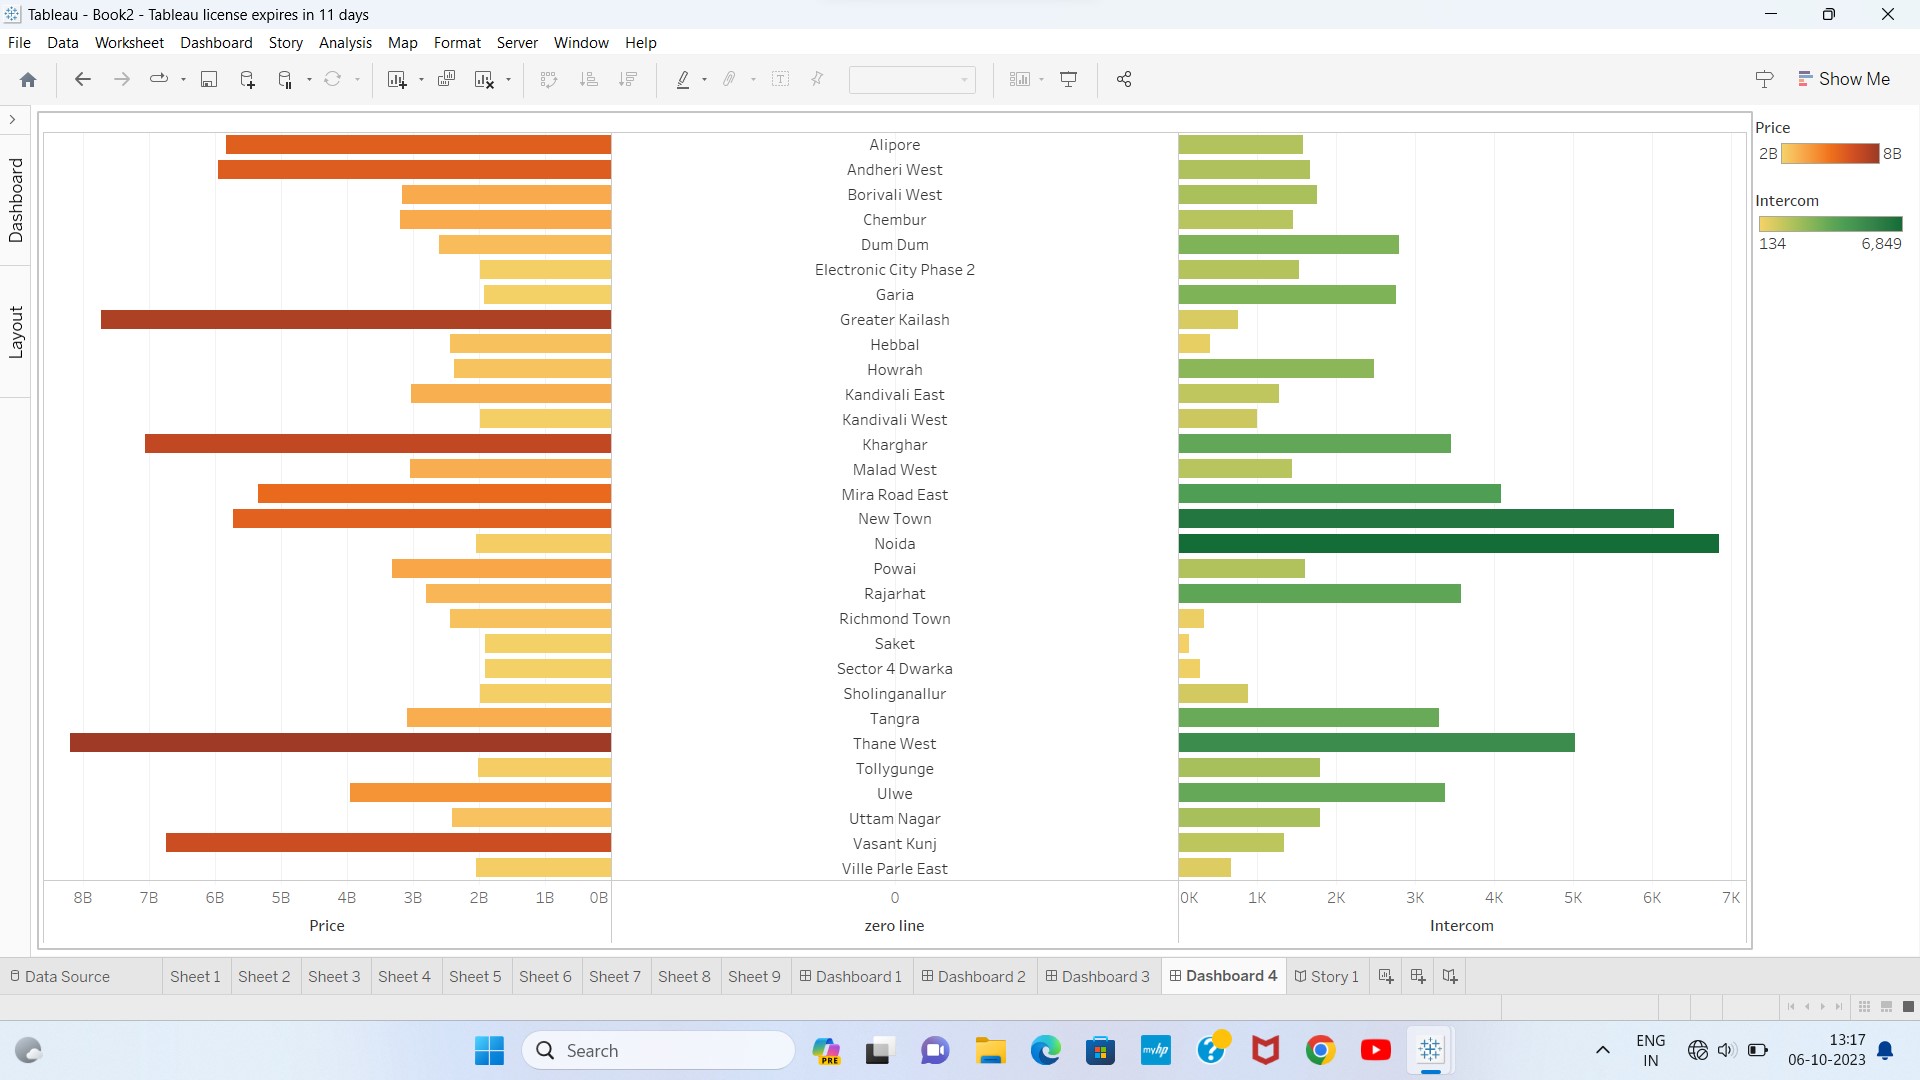 Tableau - Book2 - Tableau license expires in 11 days
File Data Worksheet Dashboard Story Analysis Map Format Server Window Help
Show Me
Dashboard
Layout
Alipore
Andheri West
Borivali West
Chembur
Dum Dum
Electronic City Phase 2
Garia
Greater Kailash
Hebbal
Howrah
Kandivali East
Kandivali West
Kharghar
Malad West
Mira Road East
New Town
Noida
Powai
Rajarhat
Richmond Town
Saket
Sector 4 Dwarka
Sholinganallur
Tangra
Thane West
Tollygunge
Ulwe
Uttam Nagar
Vasant Kunj
Ville Parle East
8B 7B 6B 5B 4B 3B 2B 1B 0B 0 0K 1K 2K 3K 4K 5K 6K 7K
Price zero line Intercom
Price
2B 8B
Intercom
134 6,849
Data Source Sheet 1 Sheet 2 Sheet 3 Sheet 4 Sheet 5 Sheet 6 Sheet 7 Sheet 8 Sheet 9 Dashboard 1 Dashboard 2 Dashboard 3 Dashboard 4 Story 1
Search
PRE
myhp
ENG
IN
13:17
06-10-2023